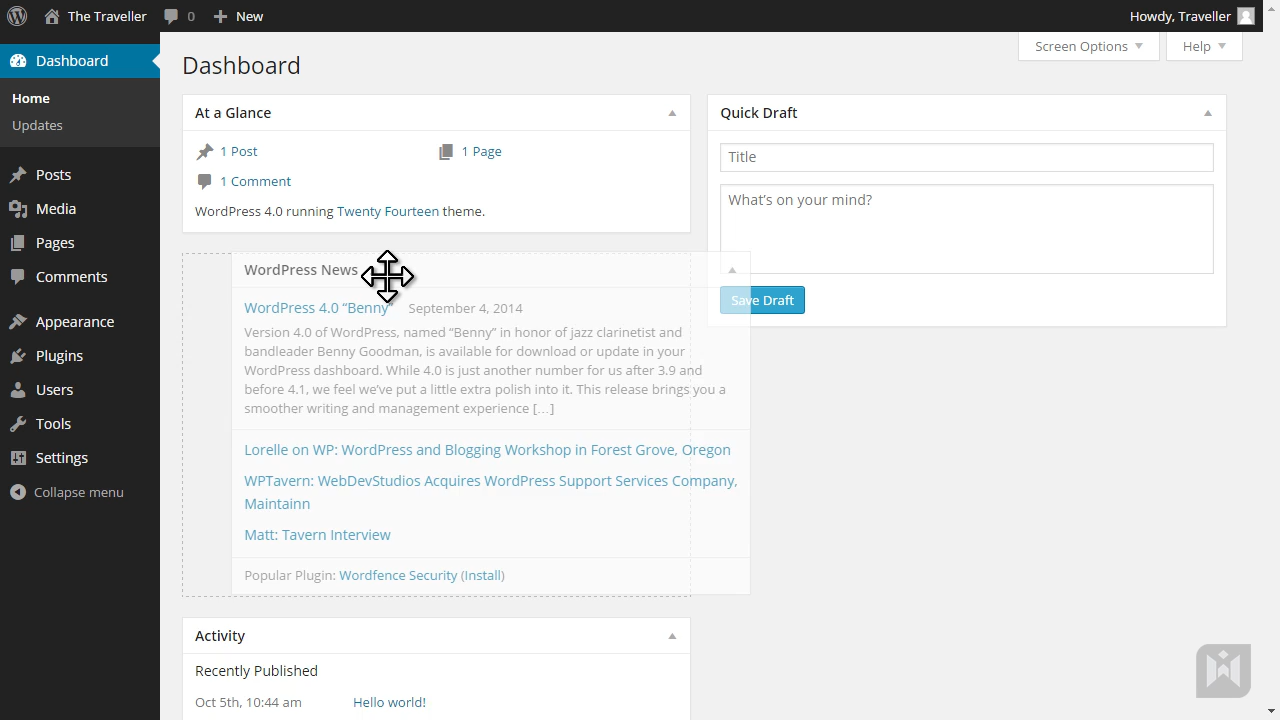 The Traveller
0
New
Howdy, Traveller
Screen Options
Help
Dashboard
Home
Updates
Posts
Media
Pages
Comments
Appearance
Plugins
Users
Tools
Settings
Collapse menu
Dashboard
At a Glance
1 Post
1 Page
1 Comment
WordPress 4.0 running Twenty Fourteen theme.
Quick Draft
Title
What's on your mind?
Save Draft
WordPress News
WordPress 4.0 “Benny” September 4, 2014
Version 4.0 of WordPress, named “Benny” in honor of jazz clarinetist and
bandleader Benny Goodman, is available for download or update in your
WordPress dashboard. While 4.0 is just another number for us after 3.9 and
before 4.1, we feel we’ve put a little extra polish into it. This release brings you a
smoother writing and management experience […]
Lorelle on WP: WordPress and Blogging Workshop in Forest Grove, Oregon
WPTavern: WebDevStudios Acquires WordPress Support Services Company,
Maintainn
Matt: Tavern Interview
Popular Plugin: Wordfence Security (Install)
Activity
Recently Published
Oct 5th, 10:44 am
Hello world!